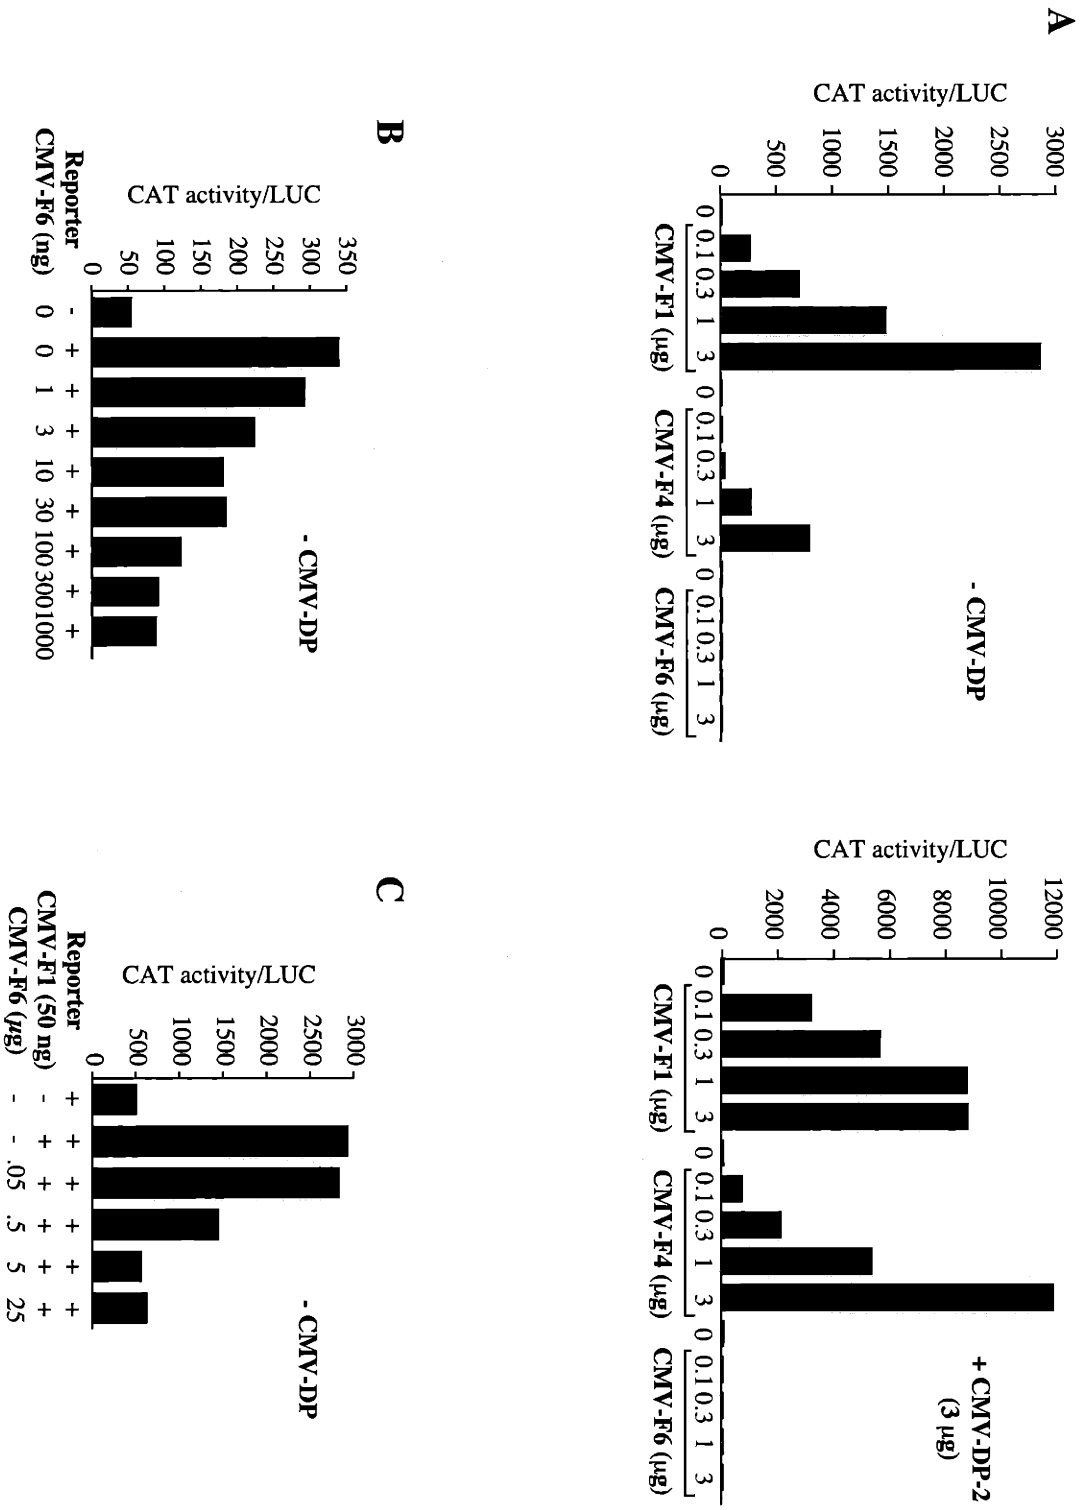 A
CAT activity/LUC
3000
2500
2000
1500
1000
500
0
- CMV-DP
0 0.1 0.3 1 3 0 0.1 0.3 1 3 0 0.1 0.3 1 3
CMV-F1 (μg) CMV-F4 (μg) CMV-F6 (μg)
CAT activity/LUC
12000
10000
8000
6000
4000
2000
0
+ CMV-DP-2
(3 μg)
0 0.1 0.3 1 3 0 0.1 0.3 1 3 0 0.1 0.3 1 3
CMV-F1 (μg) CMV-F4 (μg) CMV-F6 (μg)
B
CAT activity/LUC
350
300
250
200
150
100
50
0
- CMV-DP
Reporter - + + + + + + + +
CMV-F6 (ng) 0 0 1 3 10 30 100 300 1000
C
CAT activity/LUC
3000
2500
2000
1500
1000
500
0
- CMV-DP
Reporter + + + + + +
CMV-F1 (50 ng) - + + + + +
CMV-F6 (μg) - - .05 .5 5 25